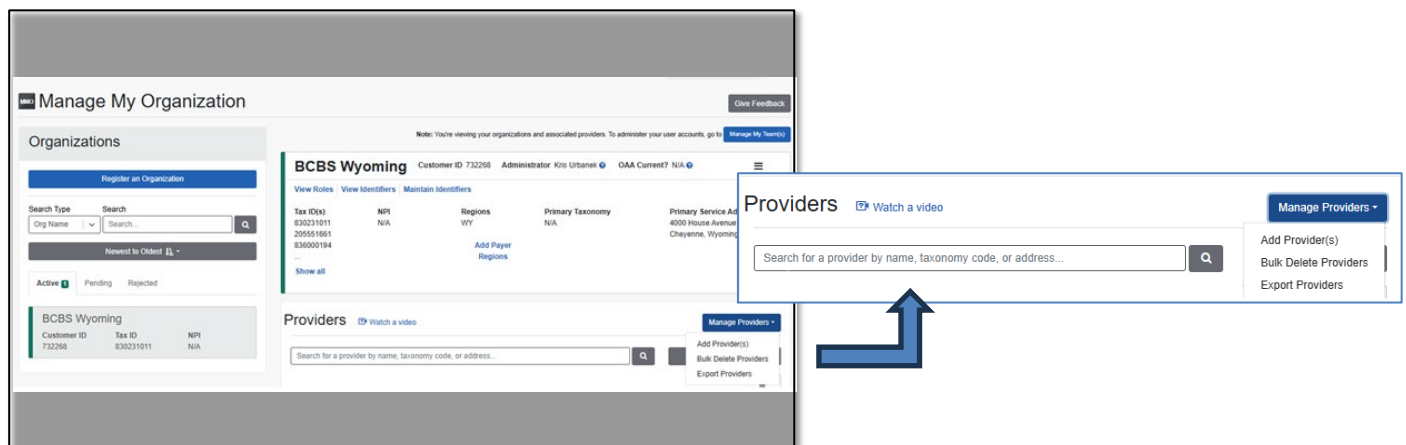 MMO Manage My Organization
Give Feedback
Organizations
Register an Organization
Search Type Search
Org Name Search...
Newest to Oldest
Active 1 Pending Rejected
BCBS Wyoming
Customer ID Tax ID NPI
732268 830231011 N/A
Note: You're viewing your organizations and associated providers. To administer your user accounts, go to Manage My Team(s)
BCBS Wyoming Customer ID 732268 Administrator Kris Urbanek OAA Current? N/A
View Roles View Identifiers Maintain Identifiers
Tax ID(s) NPI Regions Primary Taxonomy Primary Service Ad
830231011 N/A WY N/A 4000 House Avenue
205551661 Cheyenne, Wyoming
836000194 Add Payer
... Regions
Show all
Providers Watch a video Manage Providers
Search for a provider by name, taxonomy code, or address...
Add Provider(s)
Bulk Delete Providers
Export Providers
Providers Watch a video Manage Providers
Search for a provider by name, taxonomy code, or address...
Add Provider(s)
Bulk Delete Providers
Export Providers